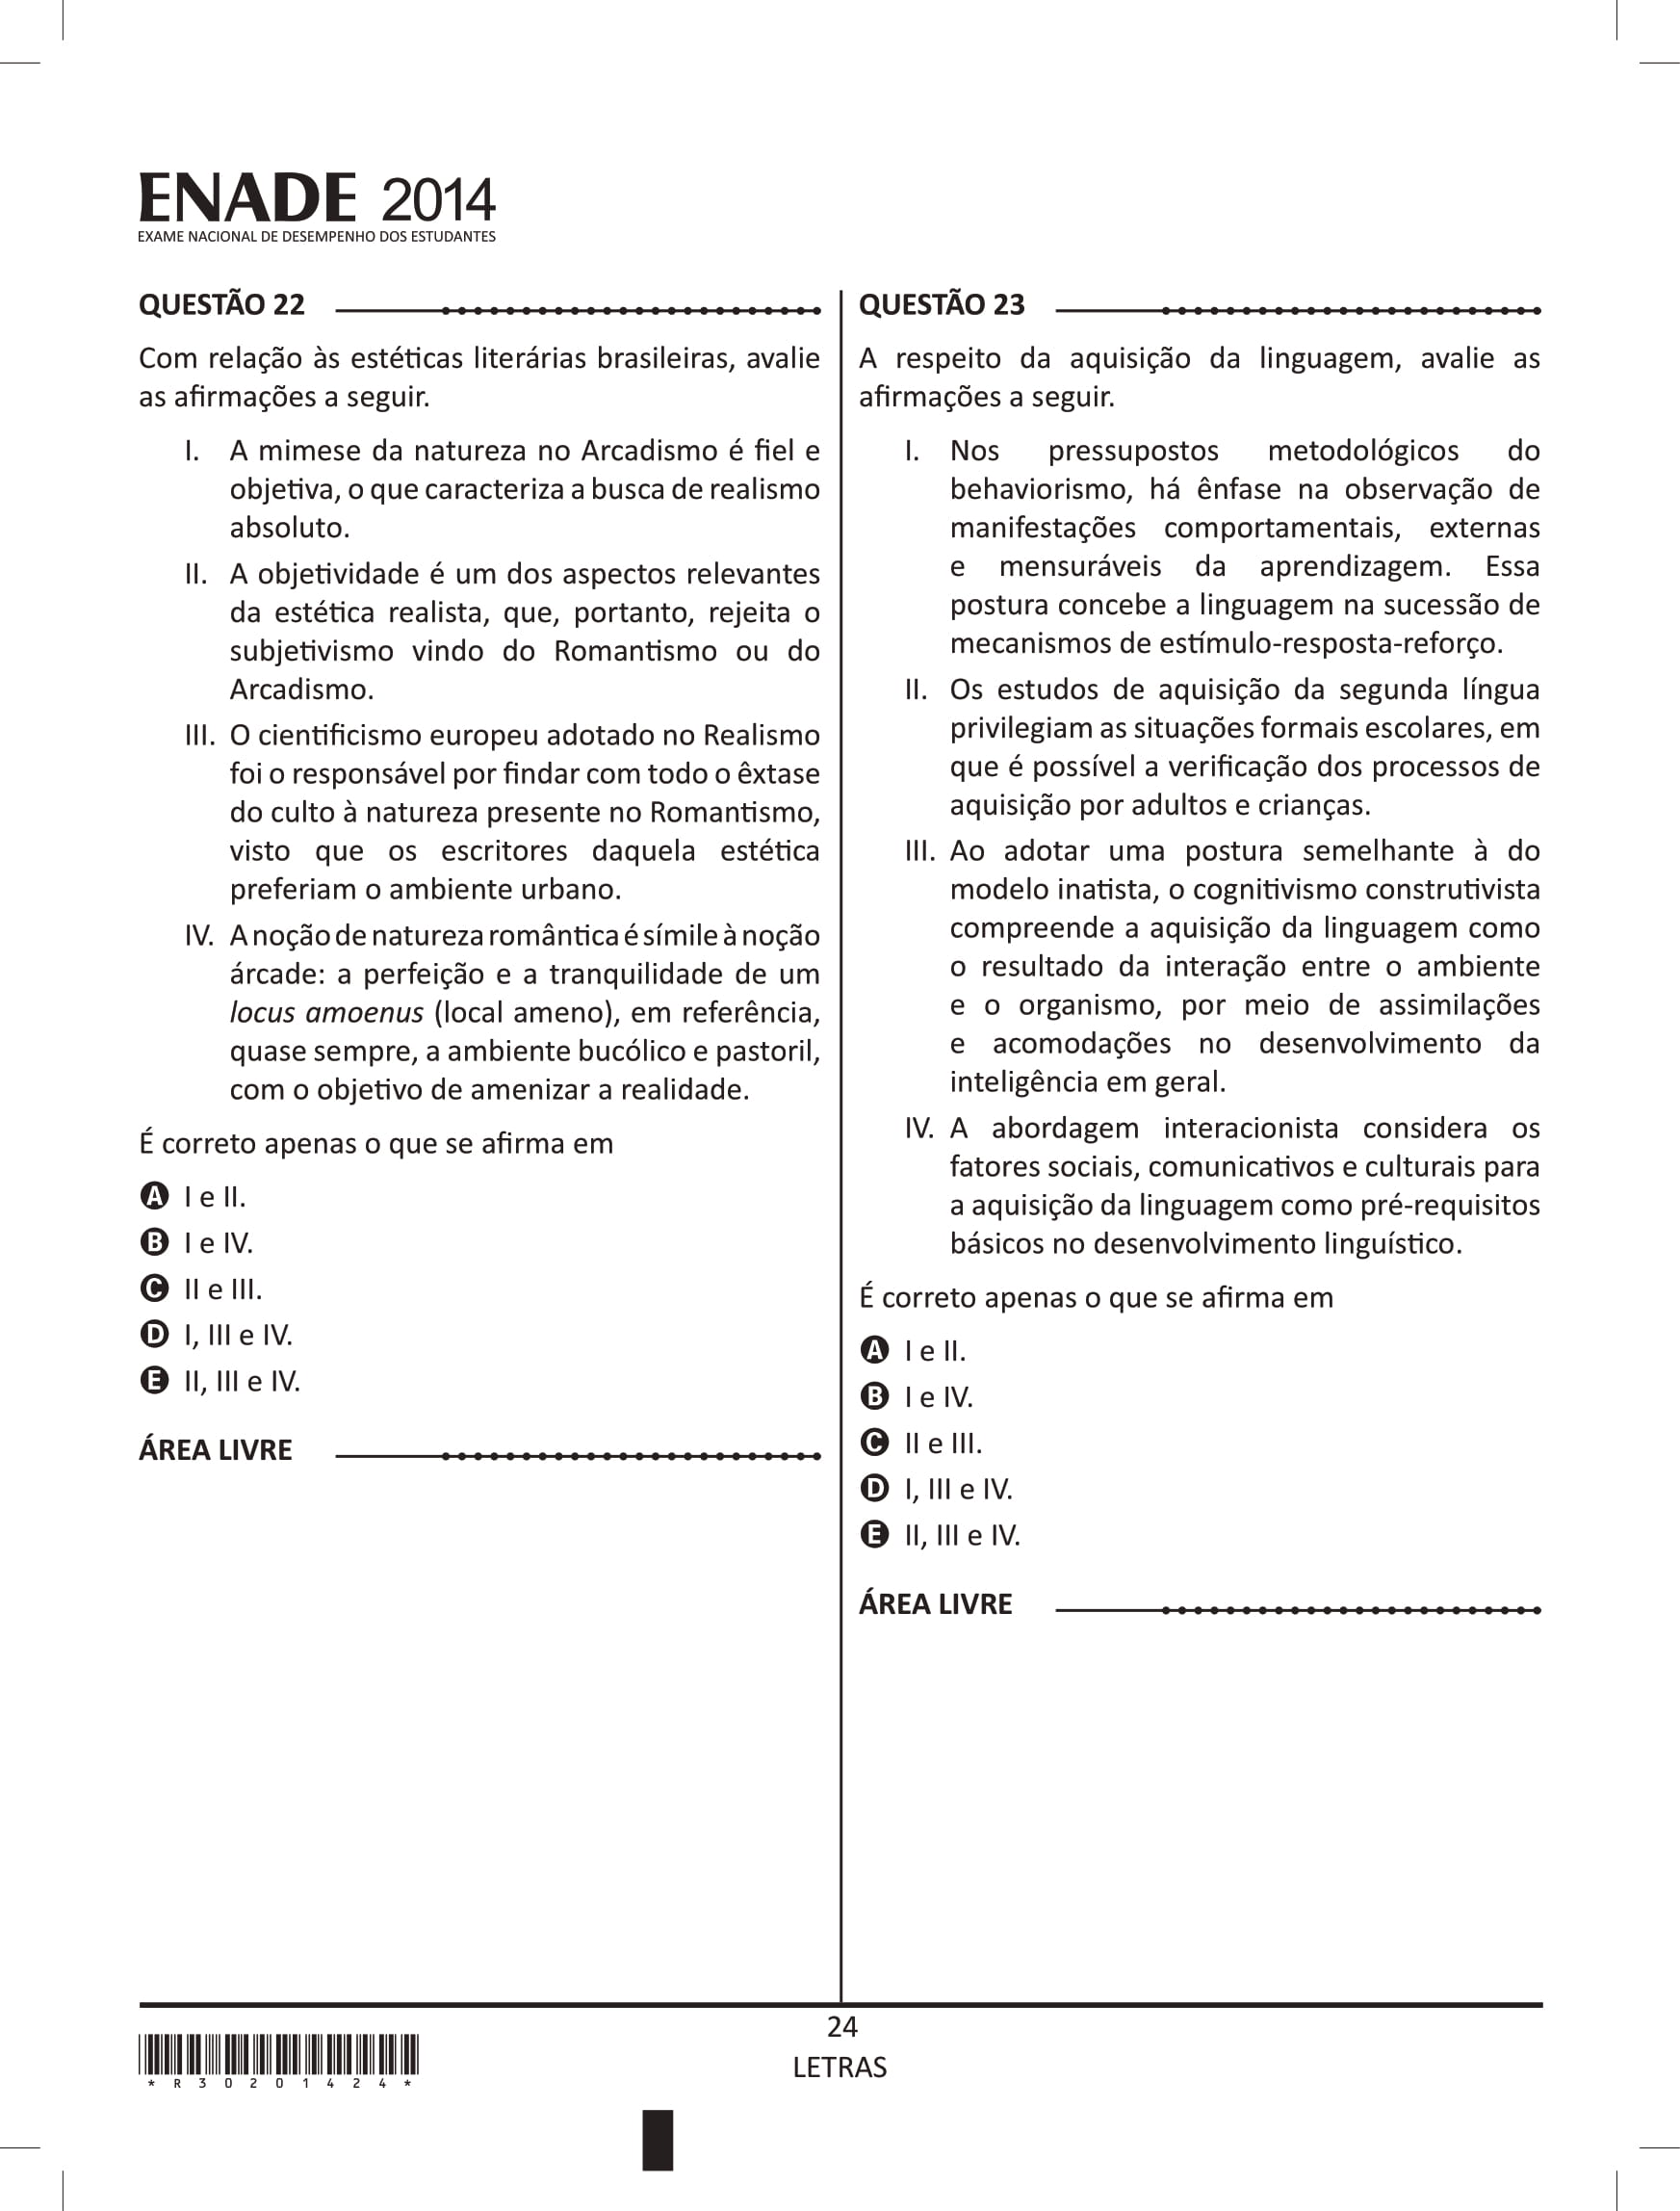 ENADE 2014
EXAME NACIONAL DE DESEMPENHO DOS ESTUDANTES
QUESTÃO 22
Com relação às estéticas literárias brasileiras, avalie
as afirmações a seguir.
I. A mimese da natureza no Arcadismo é fiel e
objetiva, o que caracteriza a busca de realismo
absoluto.
II. A objetividade é um dos aspectos relevantes
da estética realista, que, portanto, rejeita o
subjetivismo vindo do Romantismo ou do
Arcadismo.
III. O cientificismo europeu adotado no Realismo
foi o responsável por findar com todo o êxtase
do culto à natureza presente no Romantismo,
visto que os escritores daquela estética
preferiam o ambiente urbano.
IV. A noção de natureza romântica é símile à noção
árcade: a perfeição e a tranquilidade de um
locus amoenus (local ameno), em referência,
quase sempre, a ambiente bucólico e pastoril,
com o objetivo de amenizar a realidade.
É correto apenas o que se afirma em
A I e II.
B I e IV.
C II e III.
D I, III e IV.
E II, III e IV.
ÁREA LIVRE
QUESTÃO 23
A respeito da aquisição da linguagem, avalie as
afirmações a seguir.
I. Nos pressupostos metodológicos do
behaviorismo, há ênfase na observação de
manifestações comportamentais, externas
e mensuráveis da aprendizagem. Essa
postura concebe a linguagem na sucessão de
mecanismos de estímulo-resposta-reforço.
II. Os estudos de aquisição da segunda língua
privilegiam as situações formais escolares, em
que é possível a verificação dos processos de
aquisição por adultos e crianças.
III. Ao adotar uma postura semelhante à do
modelo inatista, o cognitivismo construtivista
compreende a aquisição da linguagem como
o resultado da interação entre o ambiente
e o organismo, por meio de assimilações
e acomodações no desenvolvimento da
inteligência em geral.
IV. A abordagem interacionista considera os
fatores sociais, comunicativos e culturais para
a aquisição da linguagem como pré-requisitos
básicos no desenvolvimento linguístico.
É correto apenas o que se afirma em
A I e II.
B I e IV.
C II e III.
D I, III e IV.
E II, III e IV.
ÁREA LIVRE
24
LETRAS
* R 3 0 2 0 1 4 2 4 *